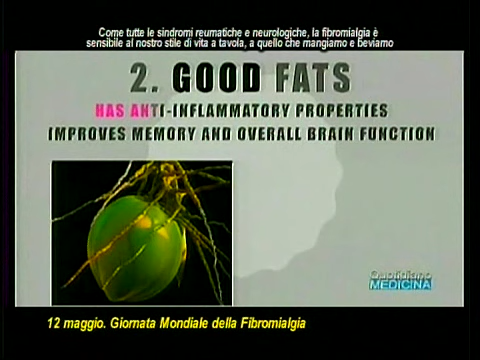 Come tutte le sindromi reumatiche e neurologiche, la fibromialgia è
sensibile al nostro stile di vita a tavola, a quello che mangiamo e beviamo
2. GOOD FATS
HAS ANTI-INFLAMMATORY PROPERTIES
IMPROVES MEMORY AND OVERALL BRAIN FUNCTION
Quotidiano
MEDICINA
12 maggio. Giornata Mondiale della Fibromialgia